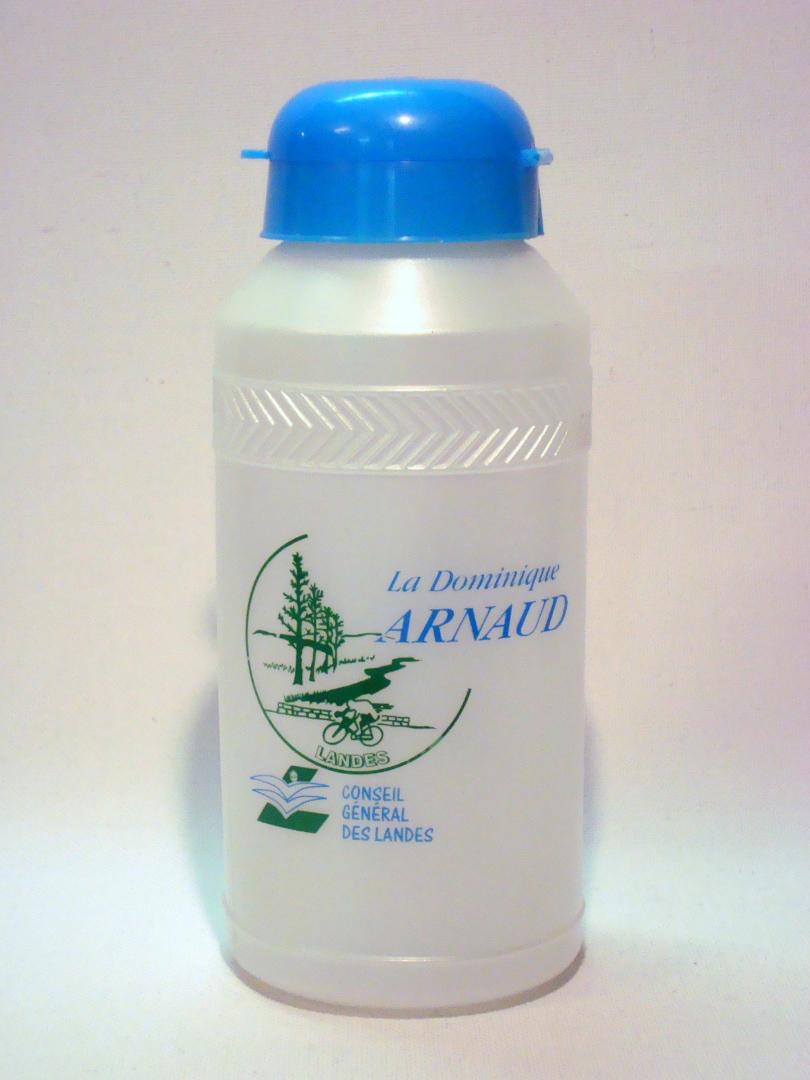 La Dominique
ARNAUD
LANDES
CONSEIL
GÉNÉRAL
DES LANDES